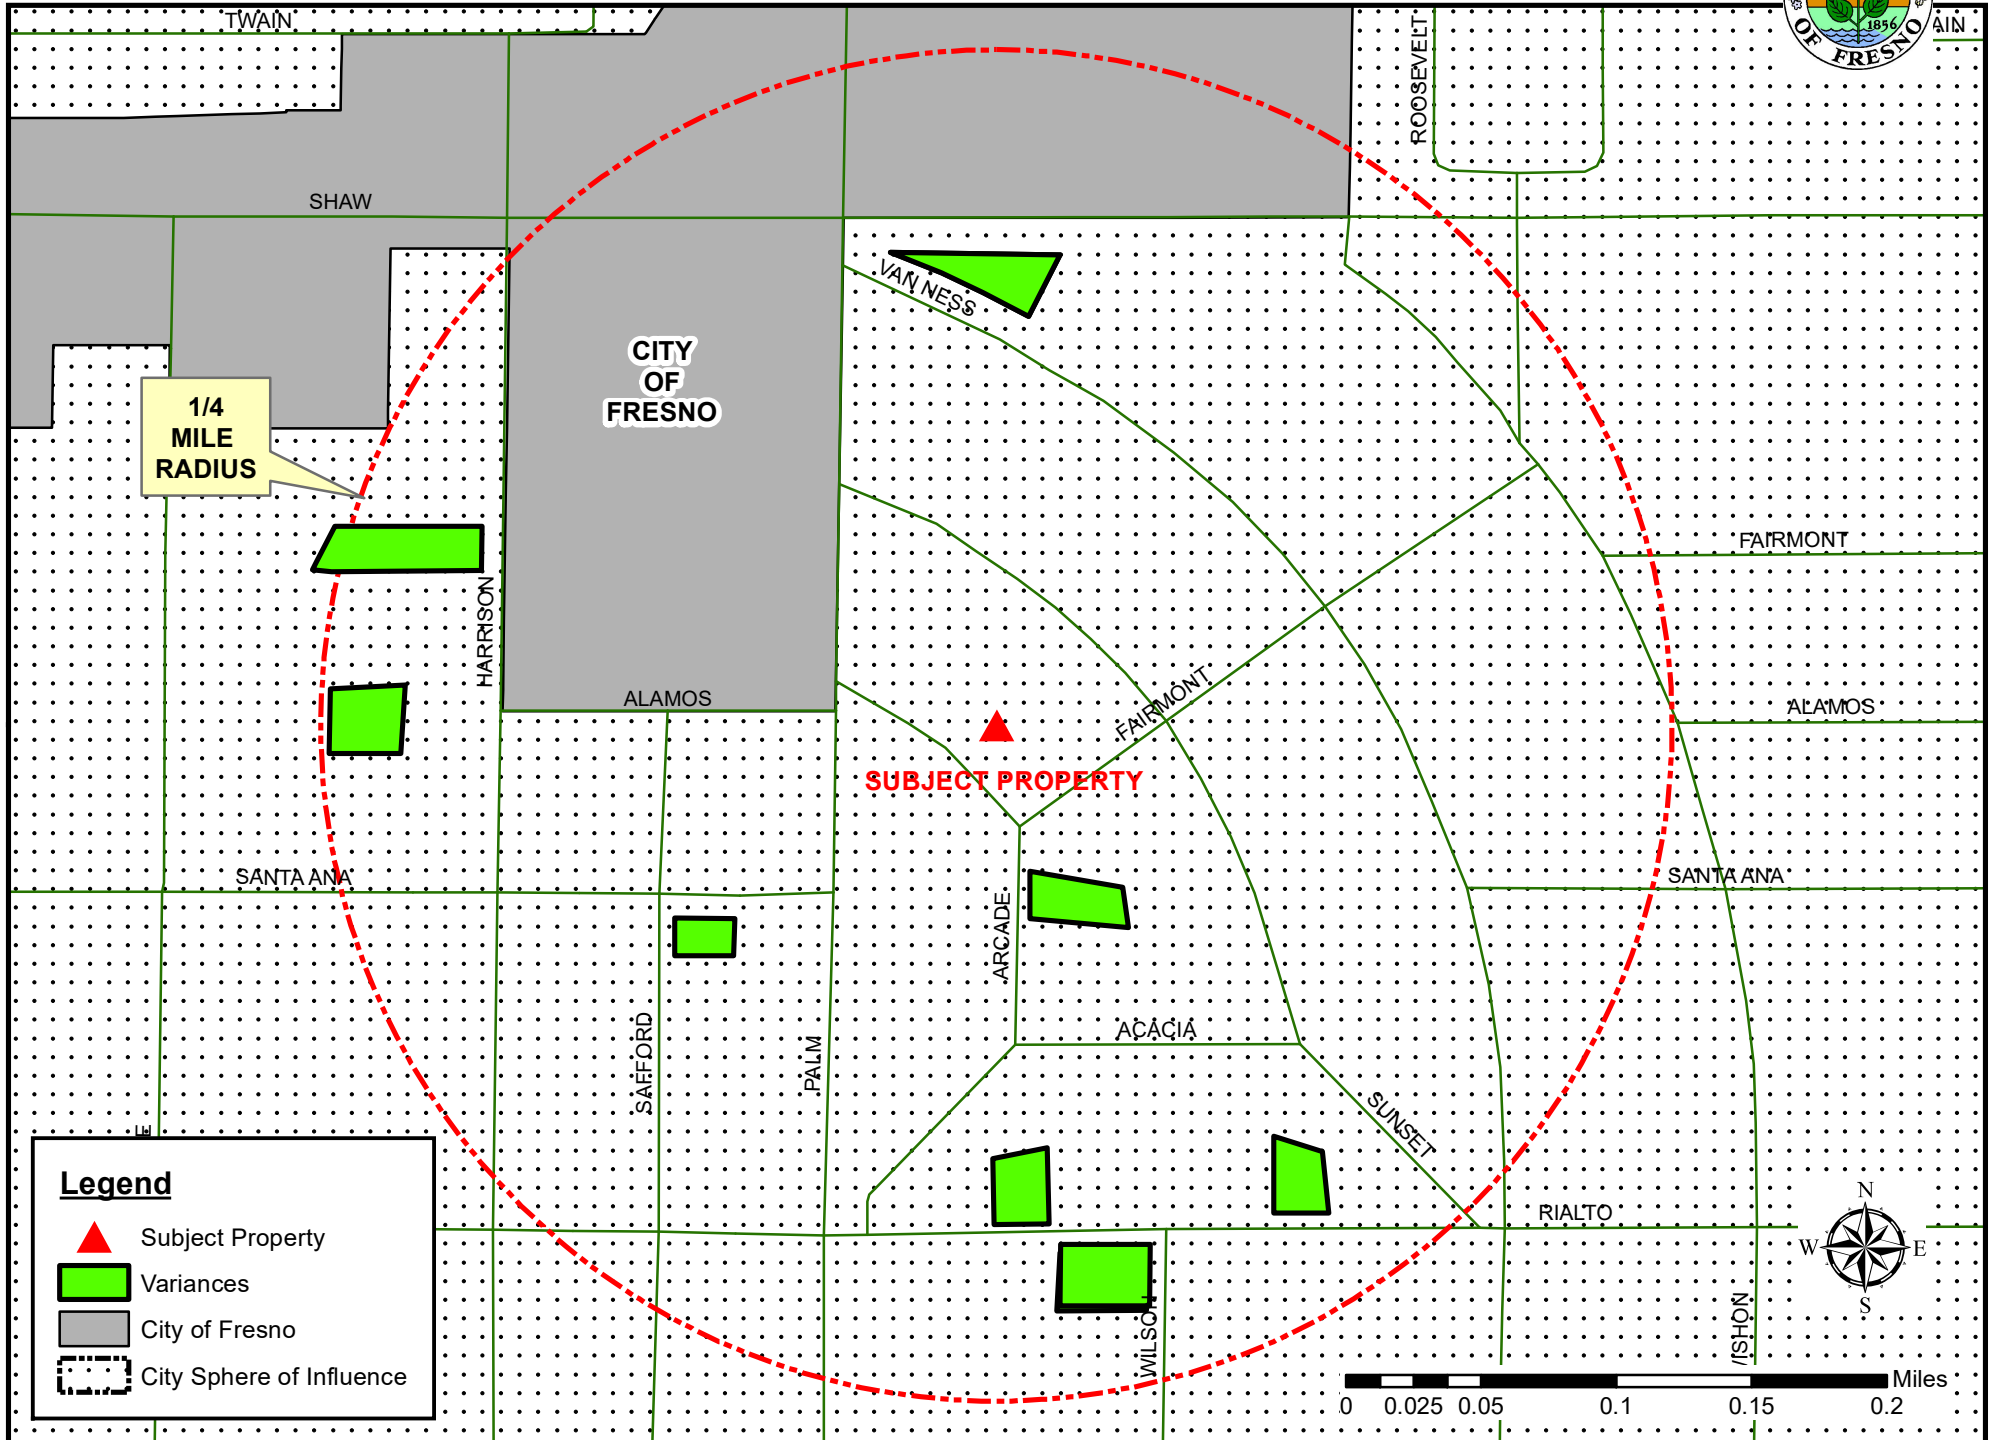 TWAIN
ROOSEVELT
1856
OF FRESNO
AIN
SHAW
VAN NESS
CITY
OF
FRESNO
1/4
MILE
RADIUS
FAIRMONT
HARRISON
ALAMOS
FAIRMONT
ALAMOS
SUBJECT PROPERTY
SANTA ANA
SANTA ANA
ARCADE
ACACIA
SAFFORD
PALM
SUNSET
E
Legend
Subject Property
Variances
City of Fresno
City Sphere of Influence
RIALTO
N
W E
S
WILSON
ISHON
Miles
0 0.025 0.05 0.1 0.15 0.2